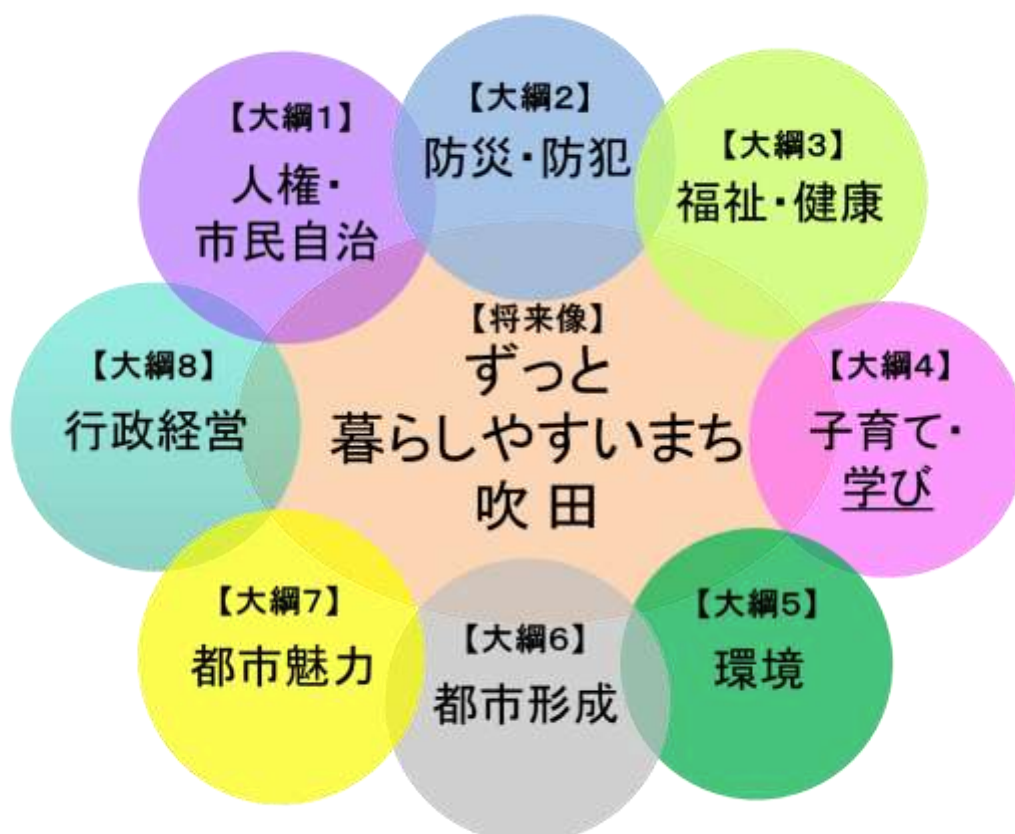 【大綱1】
人権・
市民自治
【大綱2】
防災・防犯
【大綱3】
福祉・健康
【大綱4】
子育て・
学び
【大綱5】
環境
【大綱6】
都市形成
【大綱7】
都市魅力
【大綱8】
行政経営
【将来像】
ずっと
暮らしやすいまち
吹田